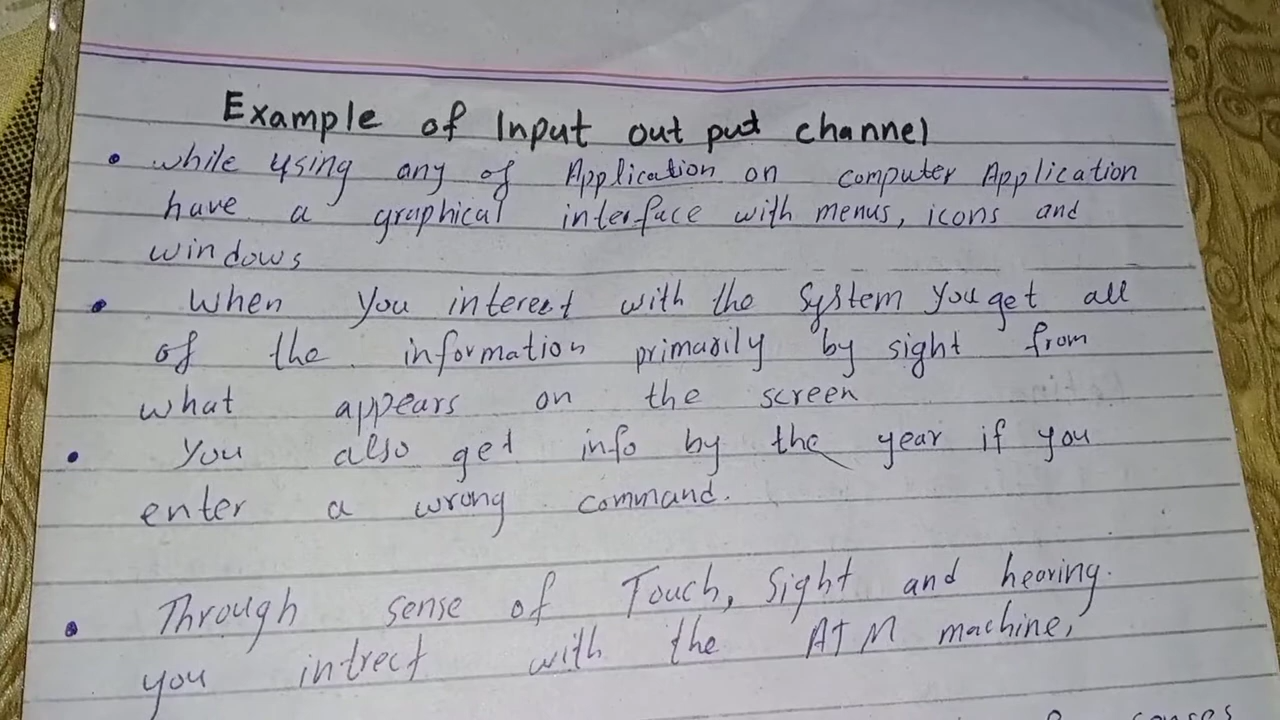 Example of Input out put channel
• while using any of Application on computer Application
have a graphical interface with menus, icons and
windows
• When you interect with the system you get all
of the information primarily by sight from
what appears on the screen
• You also get info by the year if you
enter a wrong command.
• Through sense of Touch, Sight and hearing.
you intrect with the ATM machine,
senses